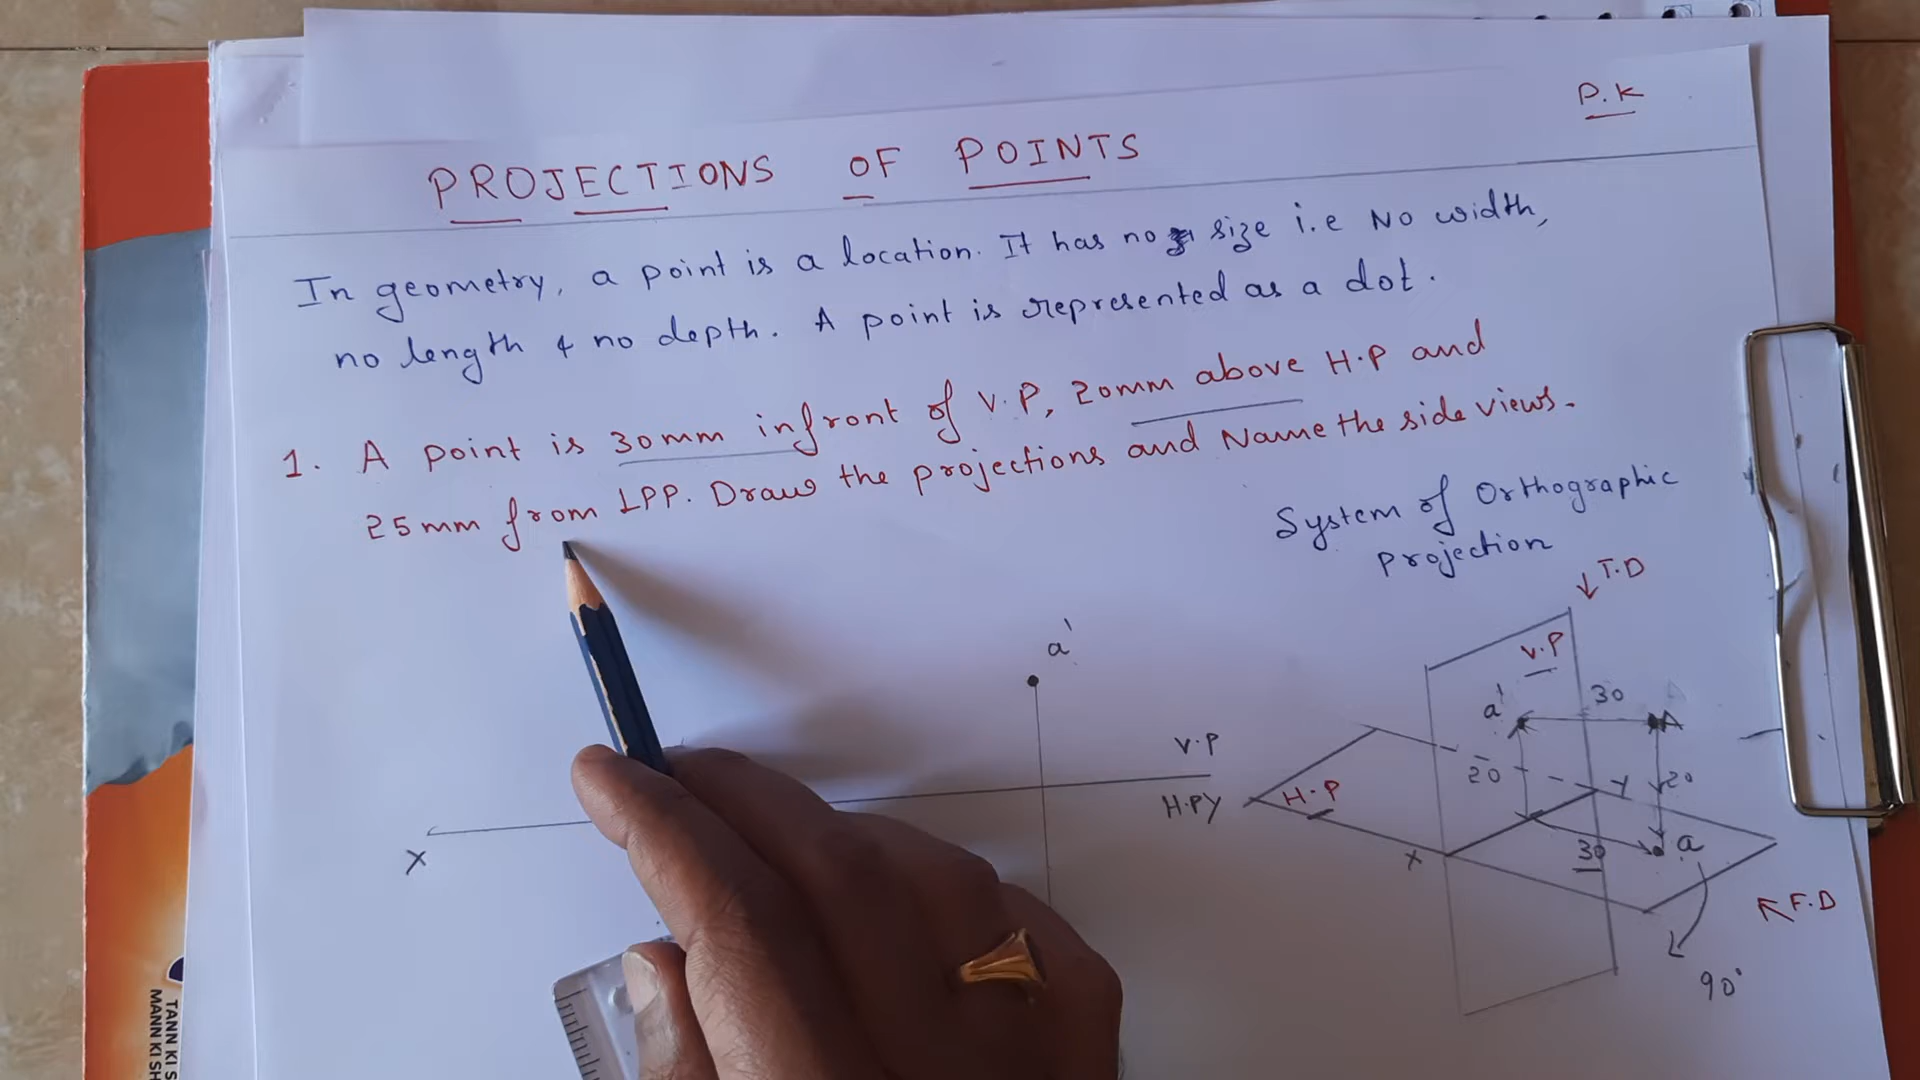 P.K
PROJECTIONS OF POINTS
In geometry, a point is a location. It has no size i.e No width,
no length & no depth. A point is represented as a dot.
1. A point is 30mm infront of V.P, 20mm above H.P and
25mm from LPP. Draw the projections and Name the side views.
System of Orthographic
projection
↓ T.D
V.P
a'
a'
30
A
V.P
20
Y
20
H.P
H.PY
X
X
30
a
↖ F.D
90°
TANN KI S
MANN KI SH